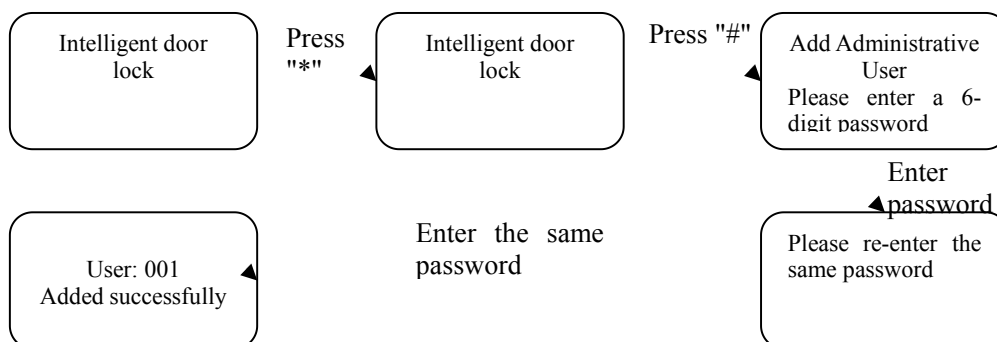 Intelligent door
lock
Press
"*"
Intelligent door
lock
Press "#"
Add Administrative
User
Please enter a 6-
digit password
Enter
password
Please re-enter the
same password
Enter the same
password
User: 001
Added successfully